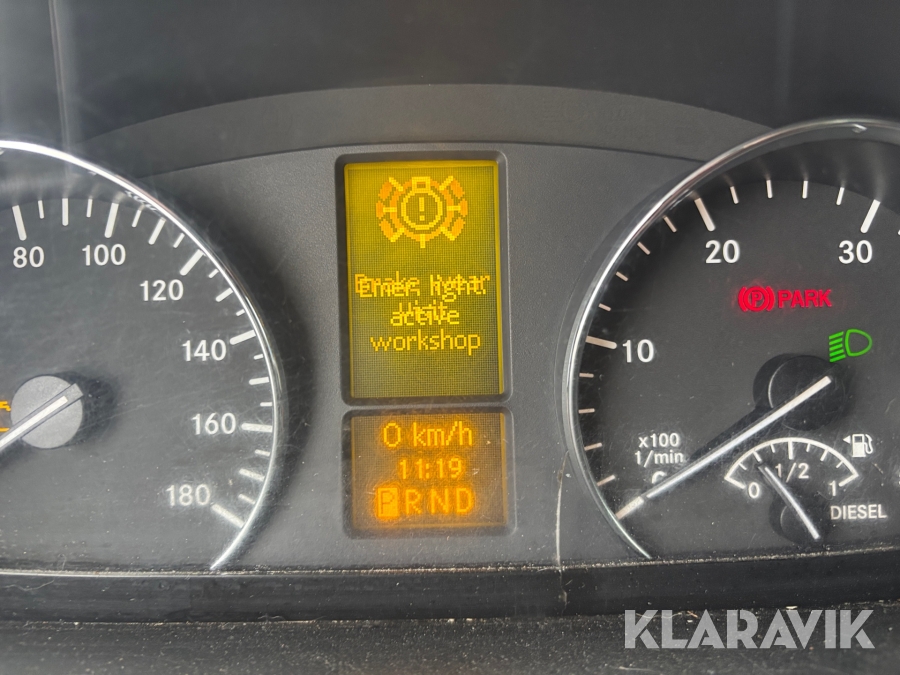 80
100
120
140
160
180
active
workshop
0 km/h
11:19
P R N D
10
20
30
PARK
x100
1/min
0
1/2
1
DIESEL
KLARAVIK